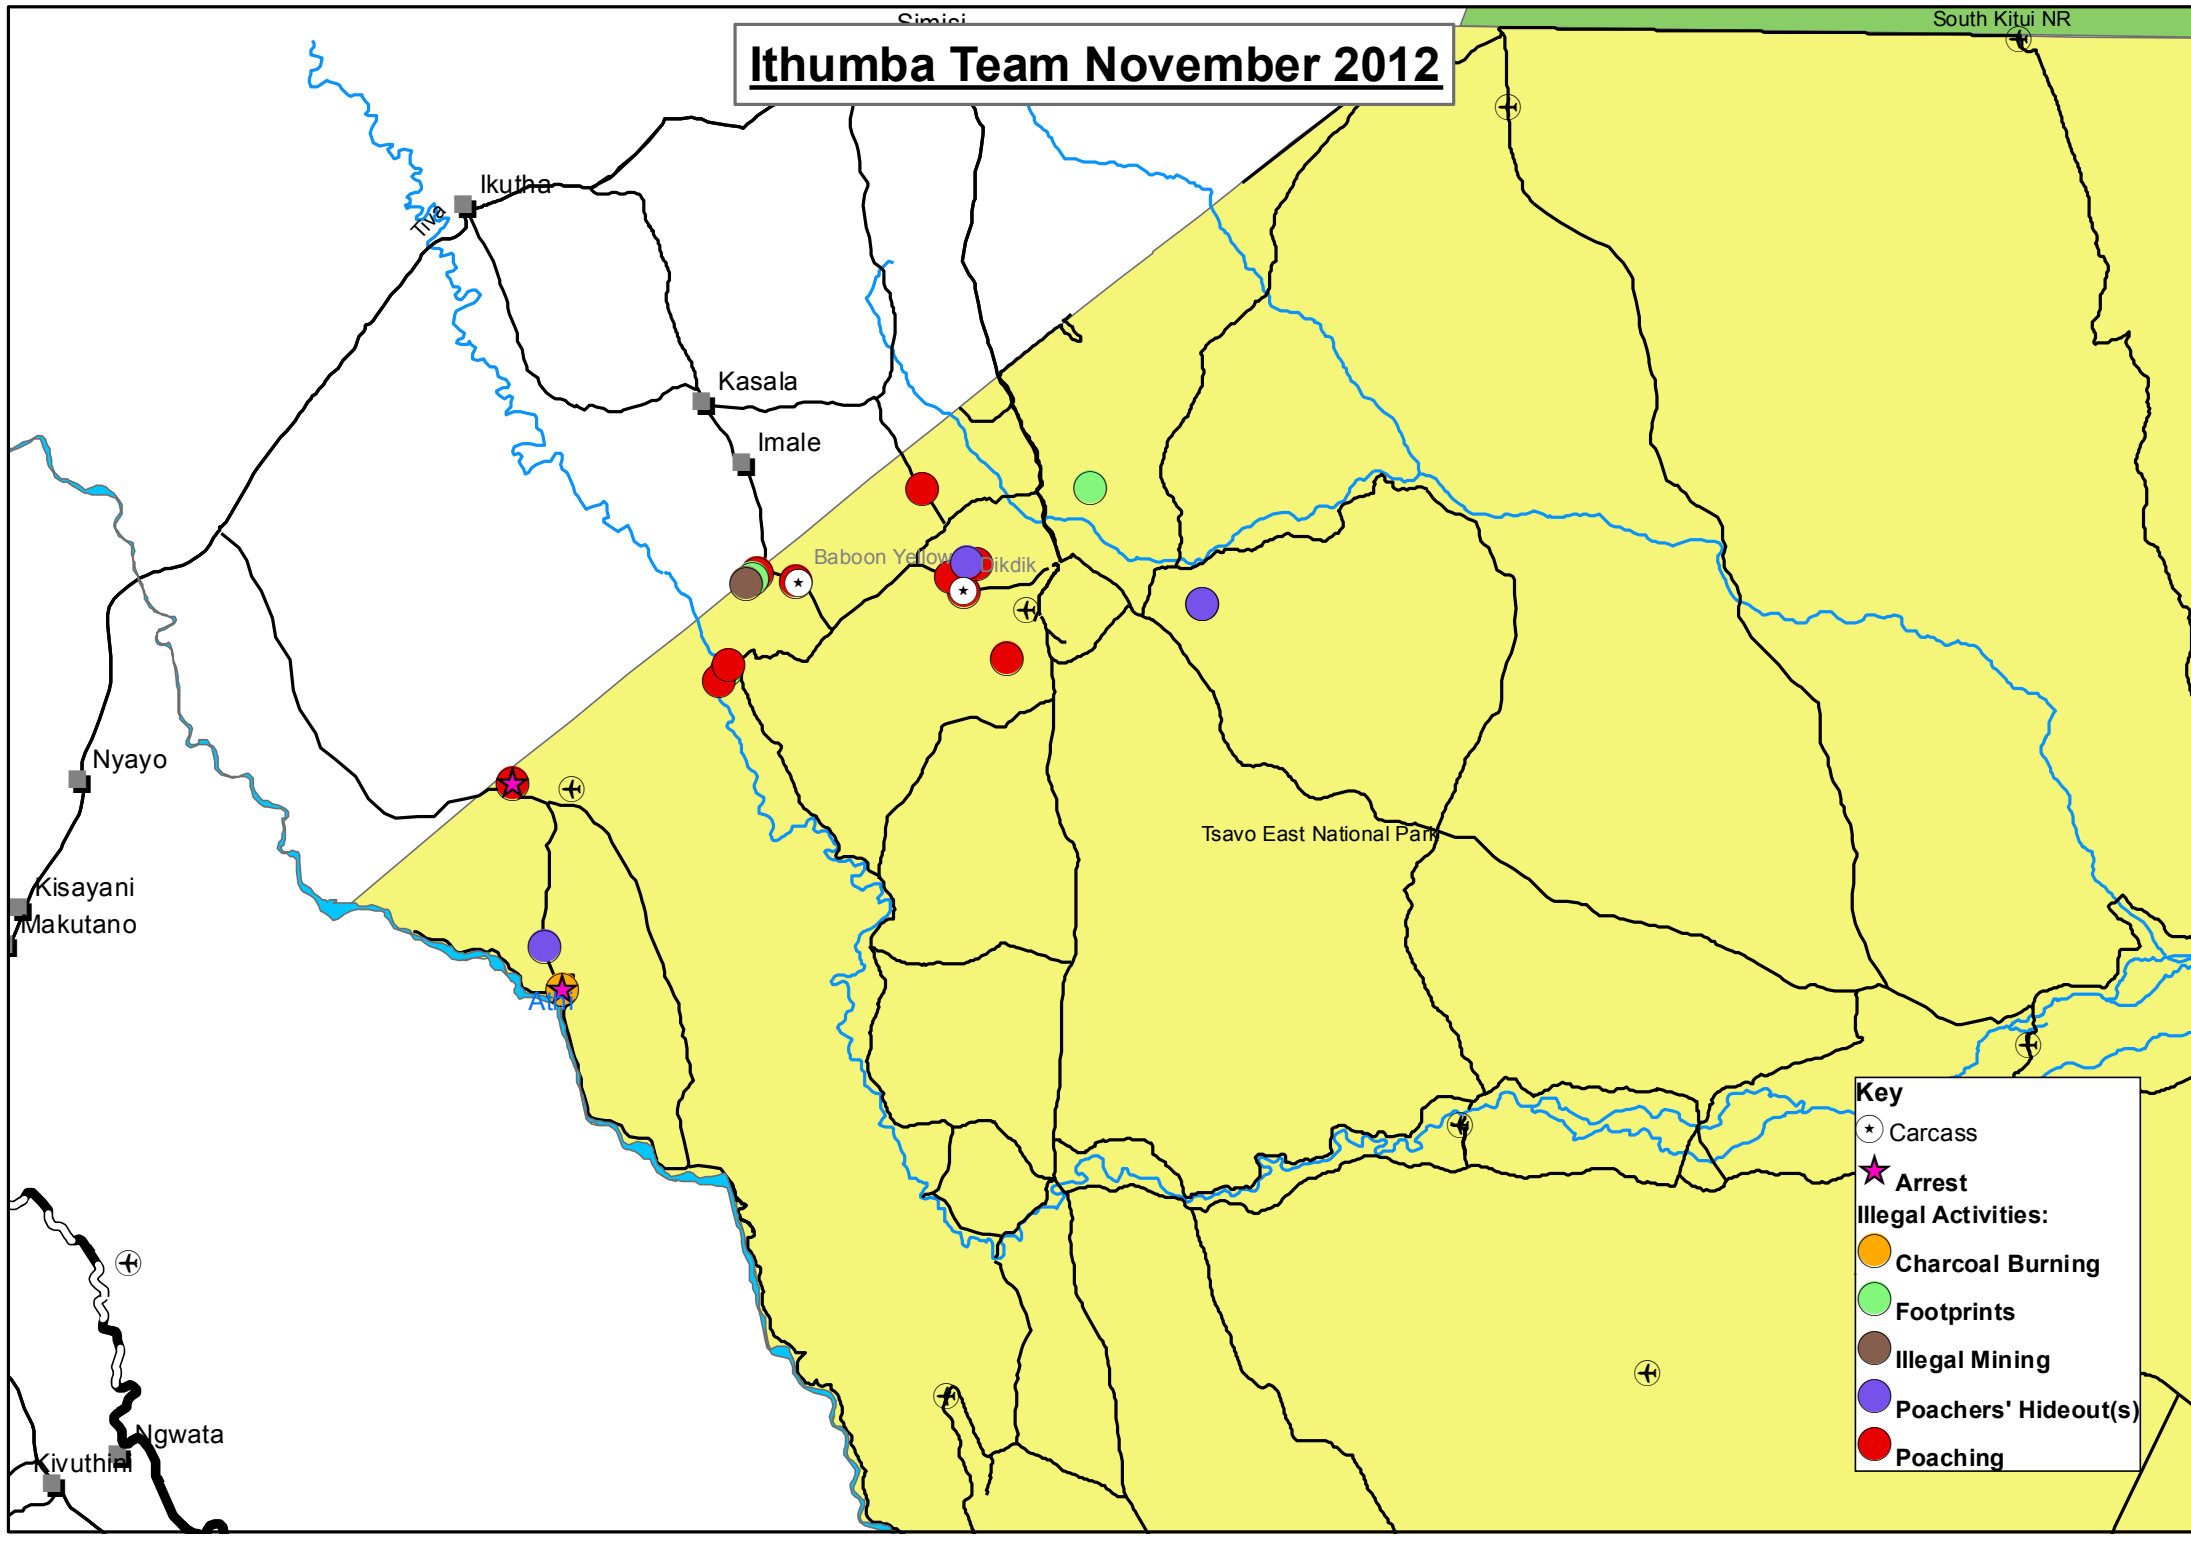 Simisi
South Kitui NR
Ithumba Team November 2012
Ikutha
Tiva
Kasala
Imale
Baboon Yellow
Dikdik
Nyayo
Tsavo East National Park
Kisayani
Makutano
Athi
Key
Carcass
Arrest
Illegal Activities:
Charcoal Burning
Footprints
Illegal Mining
Poachers' Hideout(s)
Poaching
Ngwata
Kivuthini